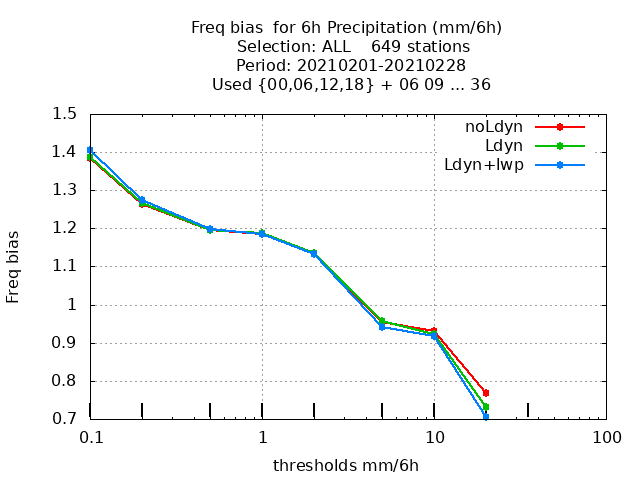 Freq bias  for 6h Precipitation (mm/6h)
Selection: ALL    649 stations
Period: 20210201-20210228
Used {00,06,12,18} + 06 09 ... 36
noLdyn
Ldyn
Ldyn+lwp
1.5
1.4
1.3
1.2
1.1
1
0.9
0.8
0.7
Freq bias
0.1 1 10 100
thresholds mm/6h